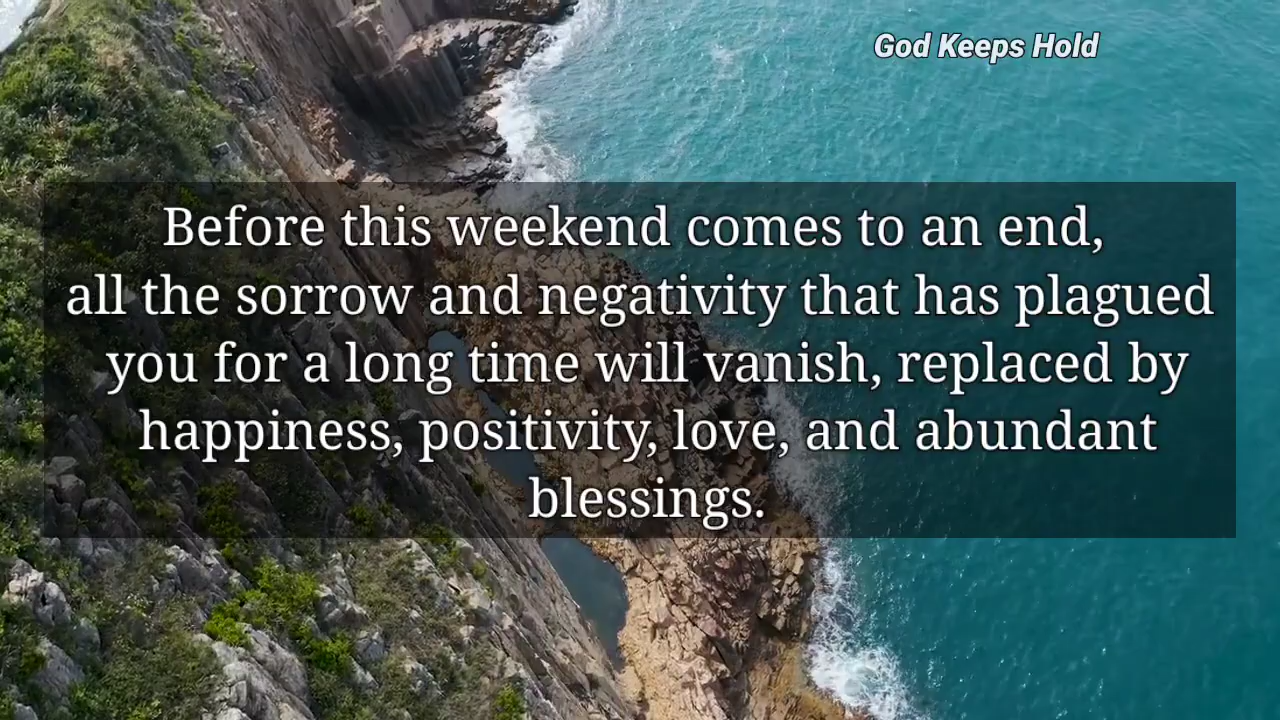 God Keeps Hold
Before this weekend comes to an end,
all the sorrow and negativity that has plagued
you for a long time will vanish, replaced by
happiness, positivity, love, and abundant
blessings.